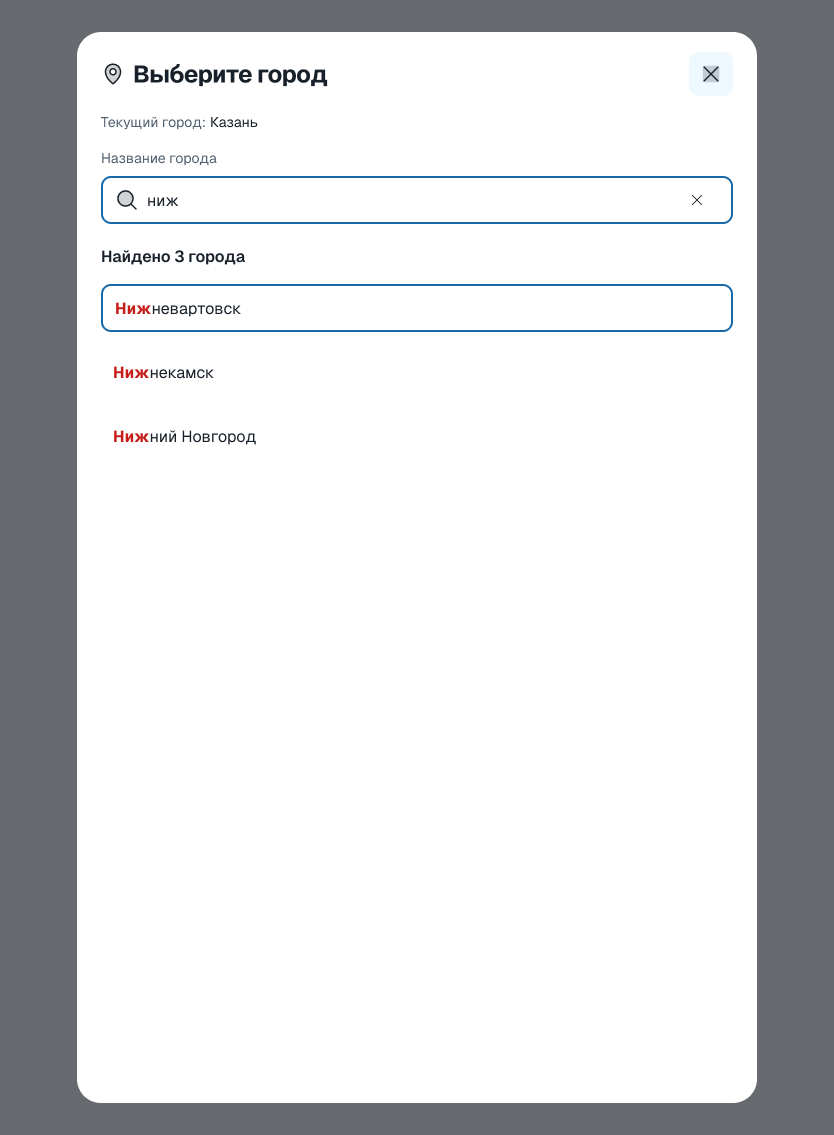 Выберите город
Текущий город: Казань
Название города
ниж
Найдено 3 города
Нижневартовск
Нижнекамск
Нижний Новгород